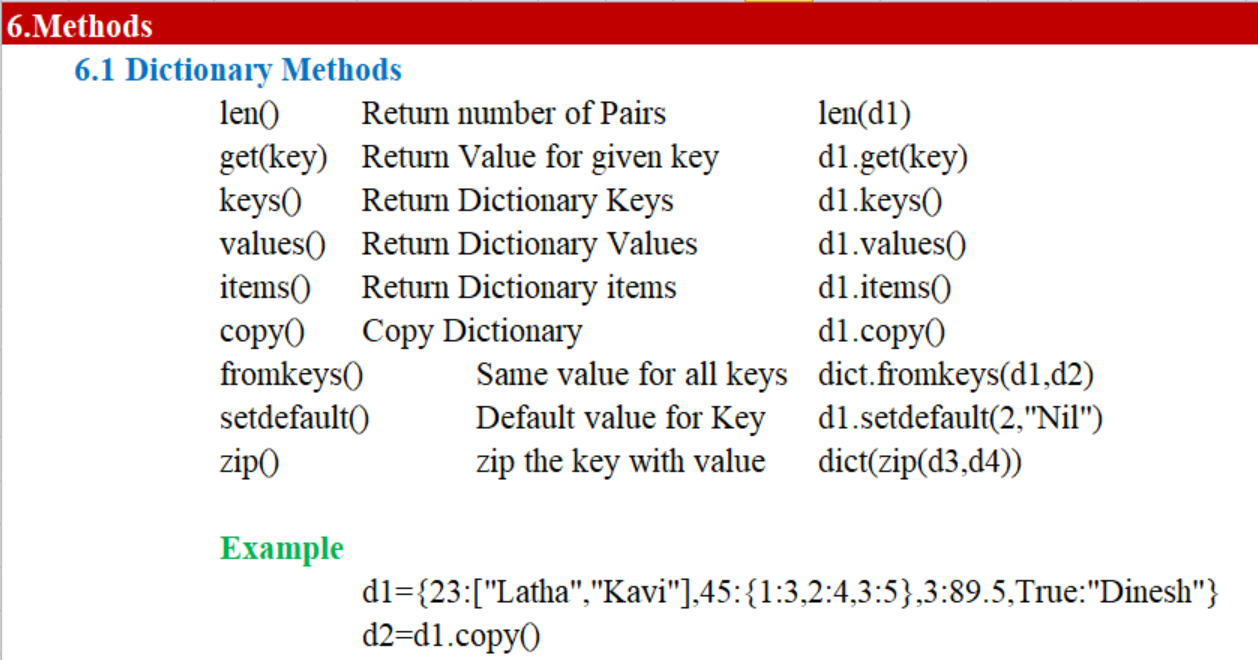 6.Methods
6.1 Dictionary Methods
len() Return number of Pairs len(d1)
get(key) Return Value for given key d1.get(key)
keys() Return Dictionary Keys d1.keys()
values() Return Dictionary Values d1.values()
items() Return Dictionary items d1.items()
copy() Copy Dictionary d1.copy()
fromkeys() Same value for all keys dict.fromkeys(d1,d2)
setdefault() Default value for Key d1.setdefault(2,"Nil")
zip() zip the key with value dict(zip(d3,d4))
Example
d1={23:["Latha","Kavi"],45:{1:3,2:4,3:5},3:89.5,True:"Dinesh"}
d2=d1.copy()